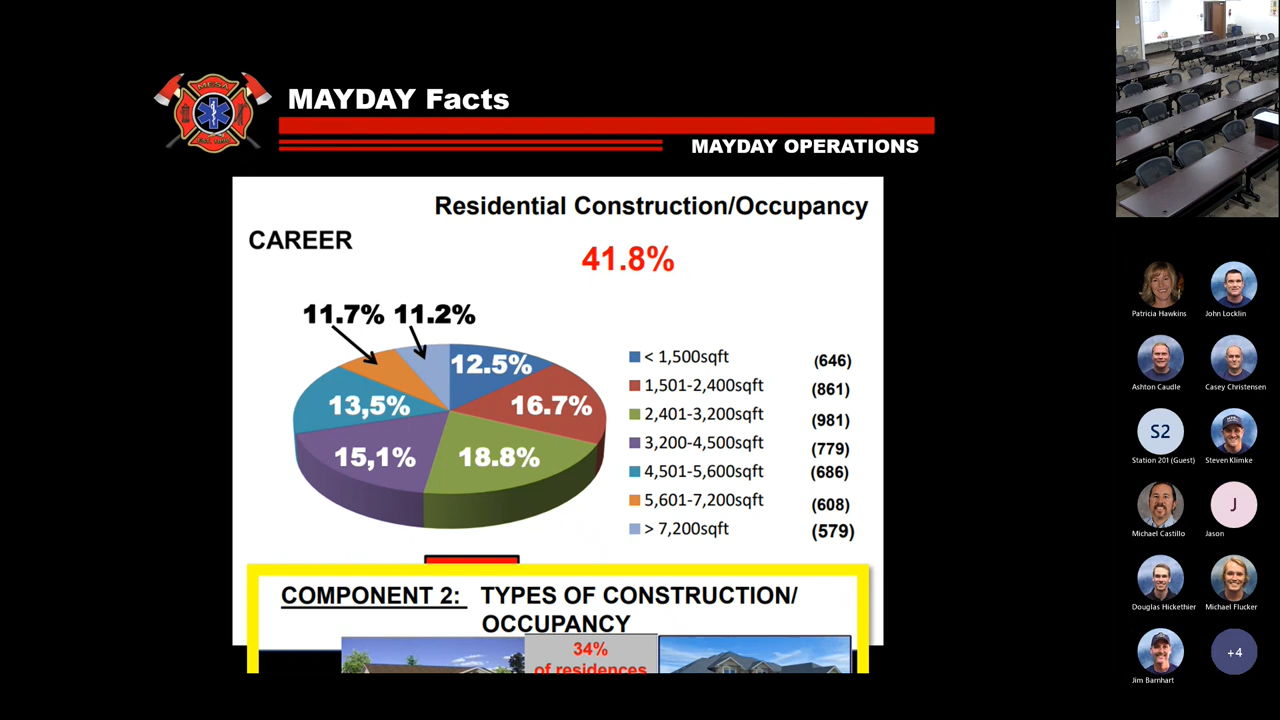 MESA
MAYDAY Facts
MAYDAY OPERATIONS
Residential Construction/Occupancy
CAREER
41.8%
11.7% 11.2%
12.5%
16.7%
18.8%
15,1%
13,5%
< 1,500sqft (646)
1,501-2,400sqft (861)
2,401-3,200sqft (981)
3,200-4,500sqft (779)
4,501-5,600sqft (686)
5,601-7,200sqft (608)
> 7,200sqft (579)
COMPONENT 2: TYPES OF CONSTRUCTION/
OCCUPANCY
34%
of residences
Patricia Hawkins
John Locklin
Ashton Caudle
Casey Christensen
S2
Station 201 (Guest)
Steven Klimke
Michael Castillo
J
Jason
Douglas Hickethier
Michael Flucker
Jim Barnhart
+4